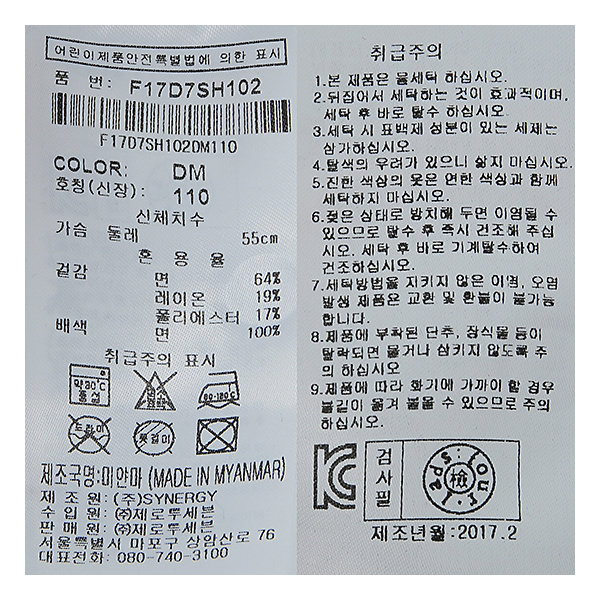 어린이제품안전특별법에 의한 표시
품 번: F17D7SH102
F17D7SH102DM110
COLOR: DM
호칭(신장): 110
신체치수
가슴 둘레 55cm
혼 용 율
겉감 면 64%
레이온 19%
폴리에스터 17%
배색 면 100%
취급주의 표시
약30℃
중성
80-120℃
드라이
옷걸이
제조국명:미얀마 (MADE IN MYANMAR)
제 조 원: (주)SYNERGY
수 입 원: ㈜제로투세븐
판 매 원: ㈜제로투세븐
서울특별시 마포구 상암산로 76
대표전화: 080-740-3100
취급주의
1.본 제품은 물세탁 하십시오.
2.뒤집어서 세탁하는 것이 효과적이며,
세탁 후 바로 탈수 하십시오.
3.세탁 시 표백제 성분이 있는 세제는
삼가하십시오.
4.탈색의 우려가 있으니 삶지 마십시오.
5.진한 색상의 옷은 연한 색상과 함께
세탁하지 마십시오.
6.젖은 상태로 방치해 두면 이염될 수
있으므로 탈수 후 즉시 건조해 주십
시오. 세탁 후 바로 기계탈수하여
건조하십시오.
7.세탁방법을 지키지 않은 이염, 오염
발생 제품은 교환 및 환불이 불가능
합니다.
8.제품에 부착된 단추, 장식물 등이
탈락되면 물거나 삼키지 않도록 주
의 하십시오
9.제품에 따라 화기에 가까이 할 경우
불길이 옮겨 붙을 수 있으므로 주의
하십시오.
검사필
檢
제조년월:2017.2